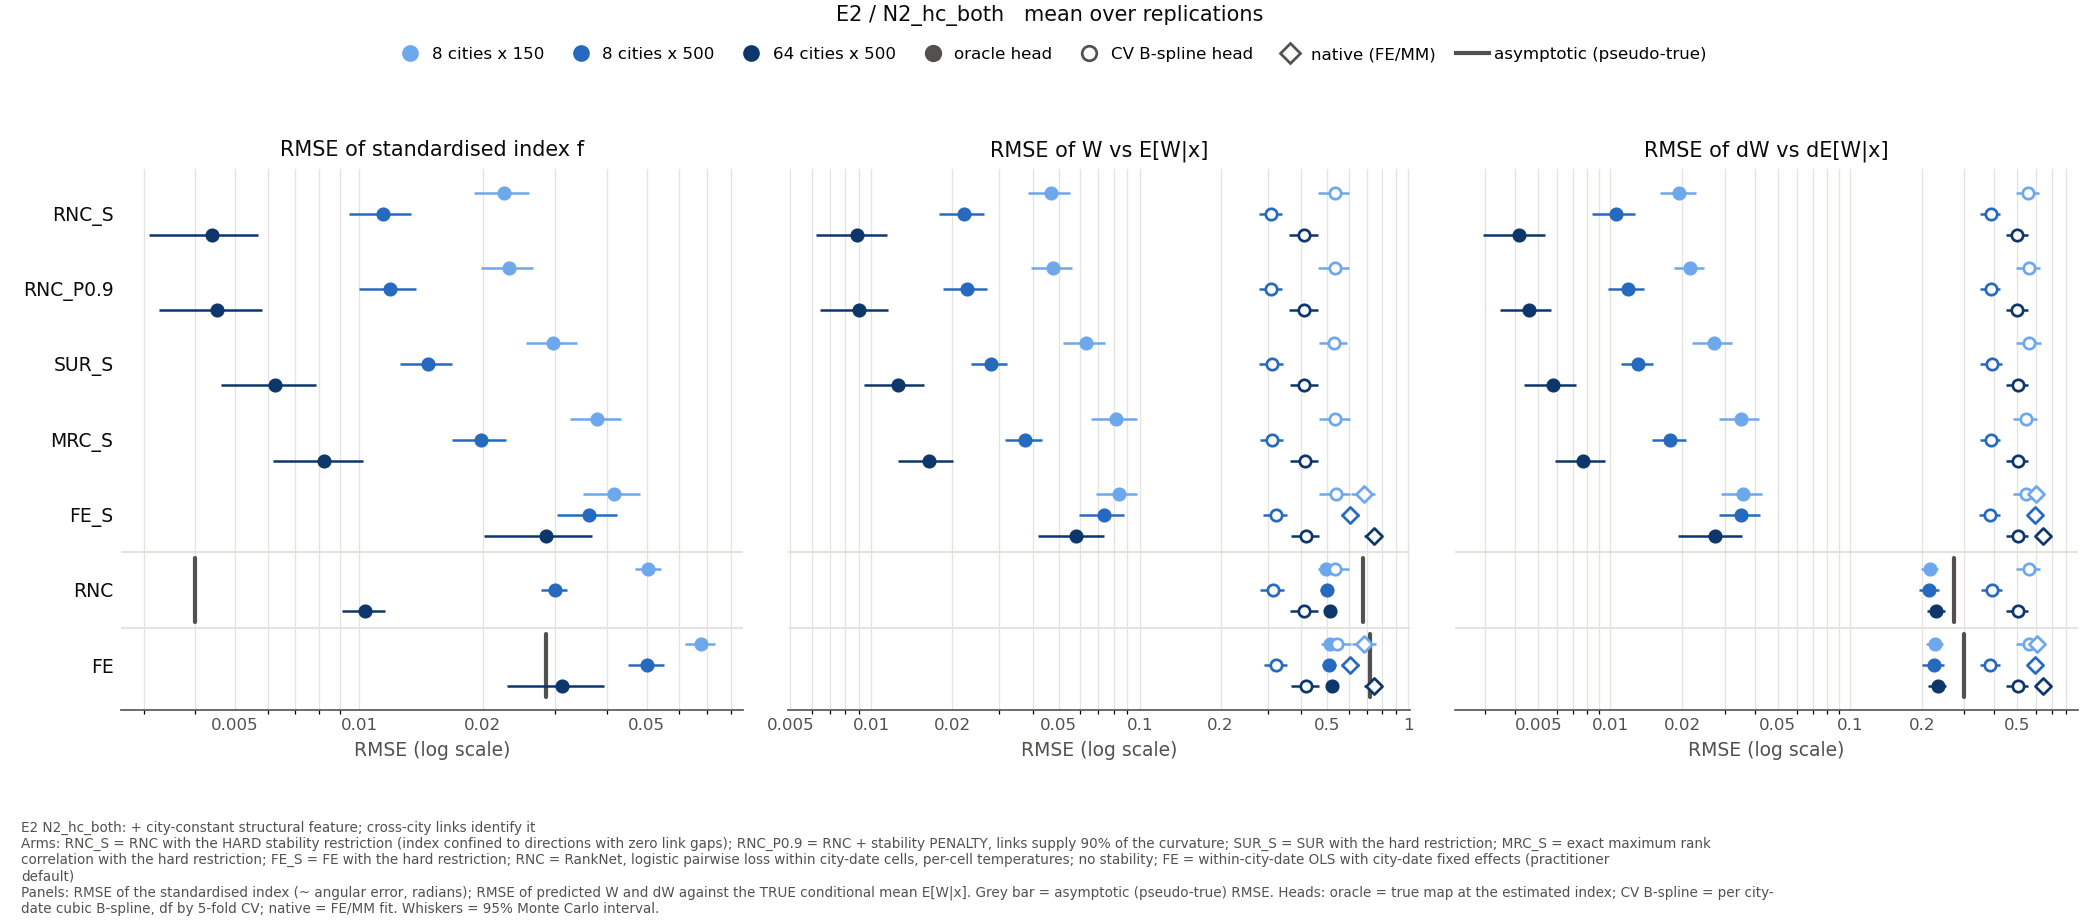 E2 / N2_hc_both   mean over replications
8 cities x 150   8 cities x 500   64 cities x 500   oracle head   CV B-spline head   native (FE/MM)   asymptotic (pseudo-true)
RMSE of standardised index f   RMSE of W vs E[W|x]   RMSE of dW vs dE[W|x]
RNC_S
RNC_P0.9
SUR_S
MRC_S
FE_S
RNC
FE
0.005 0.01 0.02 0.05   0.005 0.01 0.02 0.05 0.1 0.2 0.5 1   0.005 0.01 0.02 0.05 0.1 0.2 0.5
RMSE (log scale)   RMSE (log scale)   RMSE (log scale)
E2 N2_hc_both: + city-constant structural feature; cross-city links identify it
Arms: RNC_S = RNC with the HARD stability restriction (index confined to directions with zero link gaps); RNC_P0.9 = RNC + stability PENALTY, links supply 90% of the curvature; SUR_S = SUR with the hard restriction; MRC_S = exact maximum rank
correlation with the hard restriction; FE_S = FE with the hard restriction; RNC = RankNet, logistic pairwise loss within city-date cells, per-cell temperatures; no stability; FE = within-city-date OLS with city-date fixed effects (practitioner
default)
Panels: RMSE of the standardised index (~ angular error, radians); RMSE of predicted W and dW against the TRUE conditional mean E[W|x]. Grey bar = asymptotic (pseudo-true) RMSE. Heads: oracle = true map at the estimated index; CV B-spline = per city-
date cubic B-spline, df by 5-fold CV; native = FE/MM fit. Whiskers = 95% Monte Carlo interval.